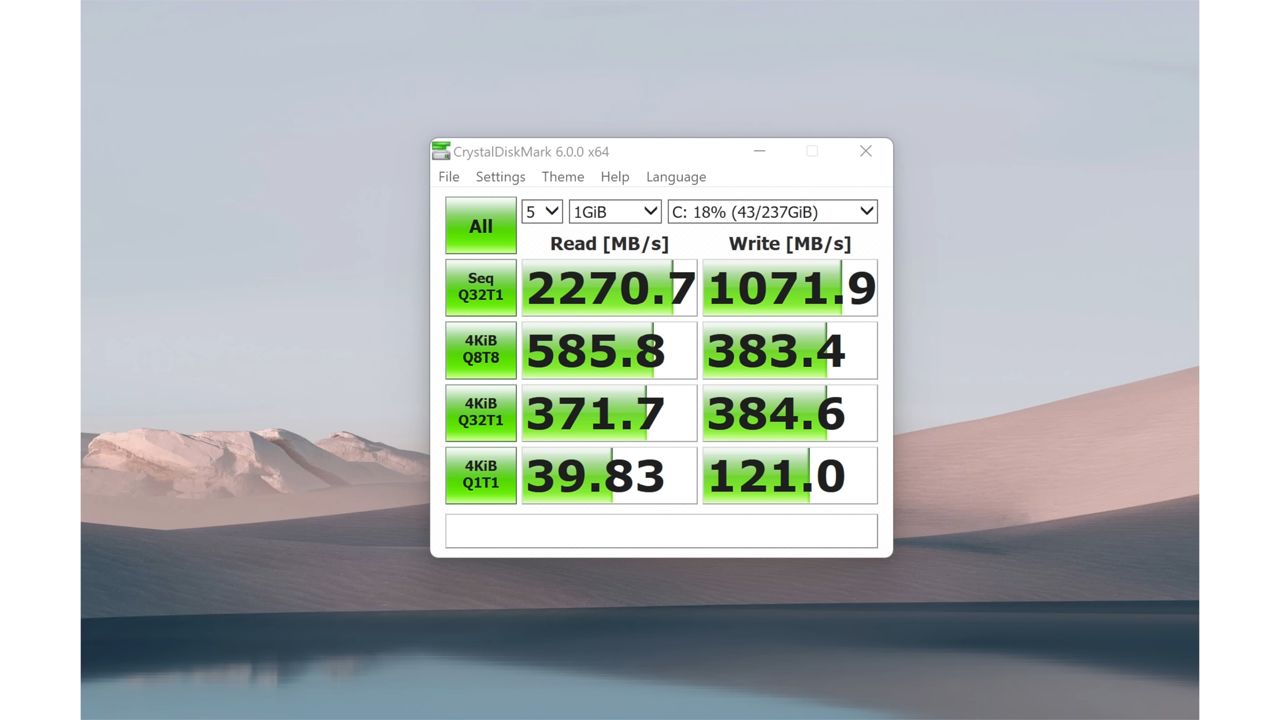 CrystalDiskMark 6.0.0 x64
File Settings Theme Help Language
All 5 1GiB C: 18% (43/237GiB)
Read [MB/s] Write [MB/s]
Seq
Q32T1 2270.7 1071.9
4KiB
Q8T8 585.8 383.4
4KiB
Q32T1 371.7 384.6
4KiB
Q1T1 39.83 121.0